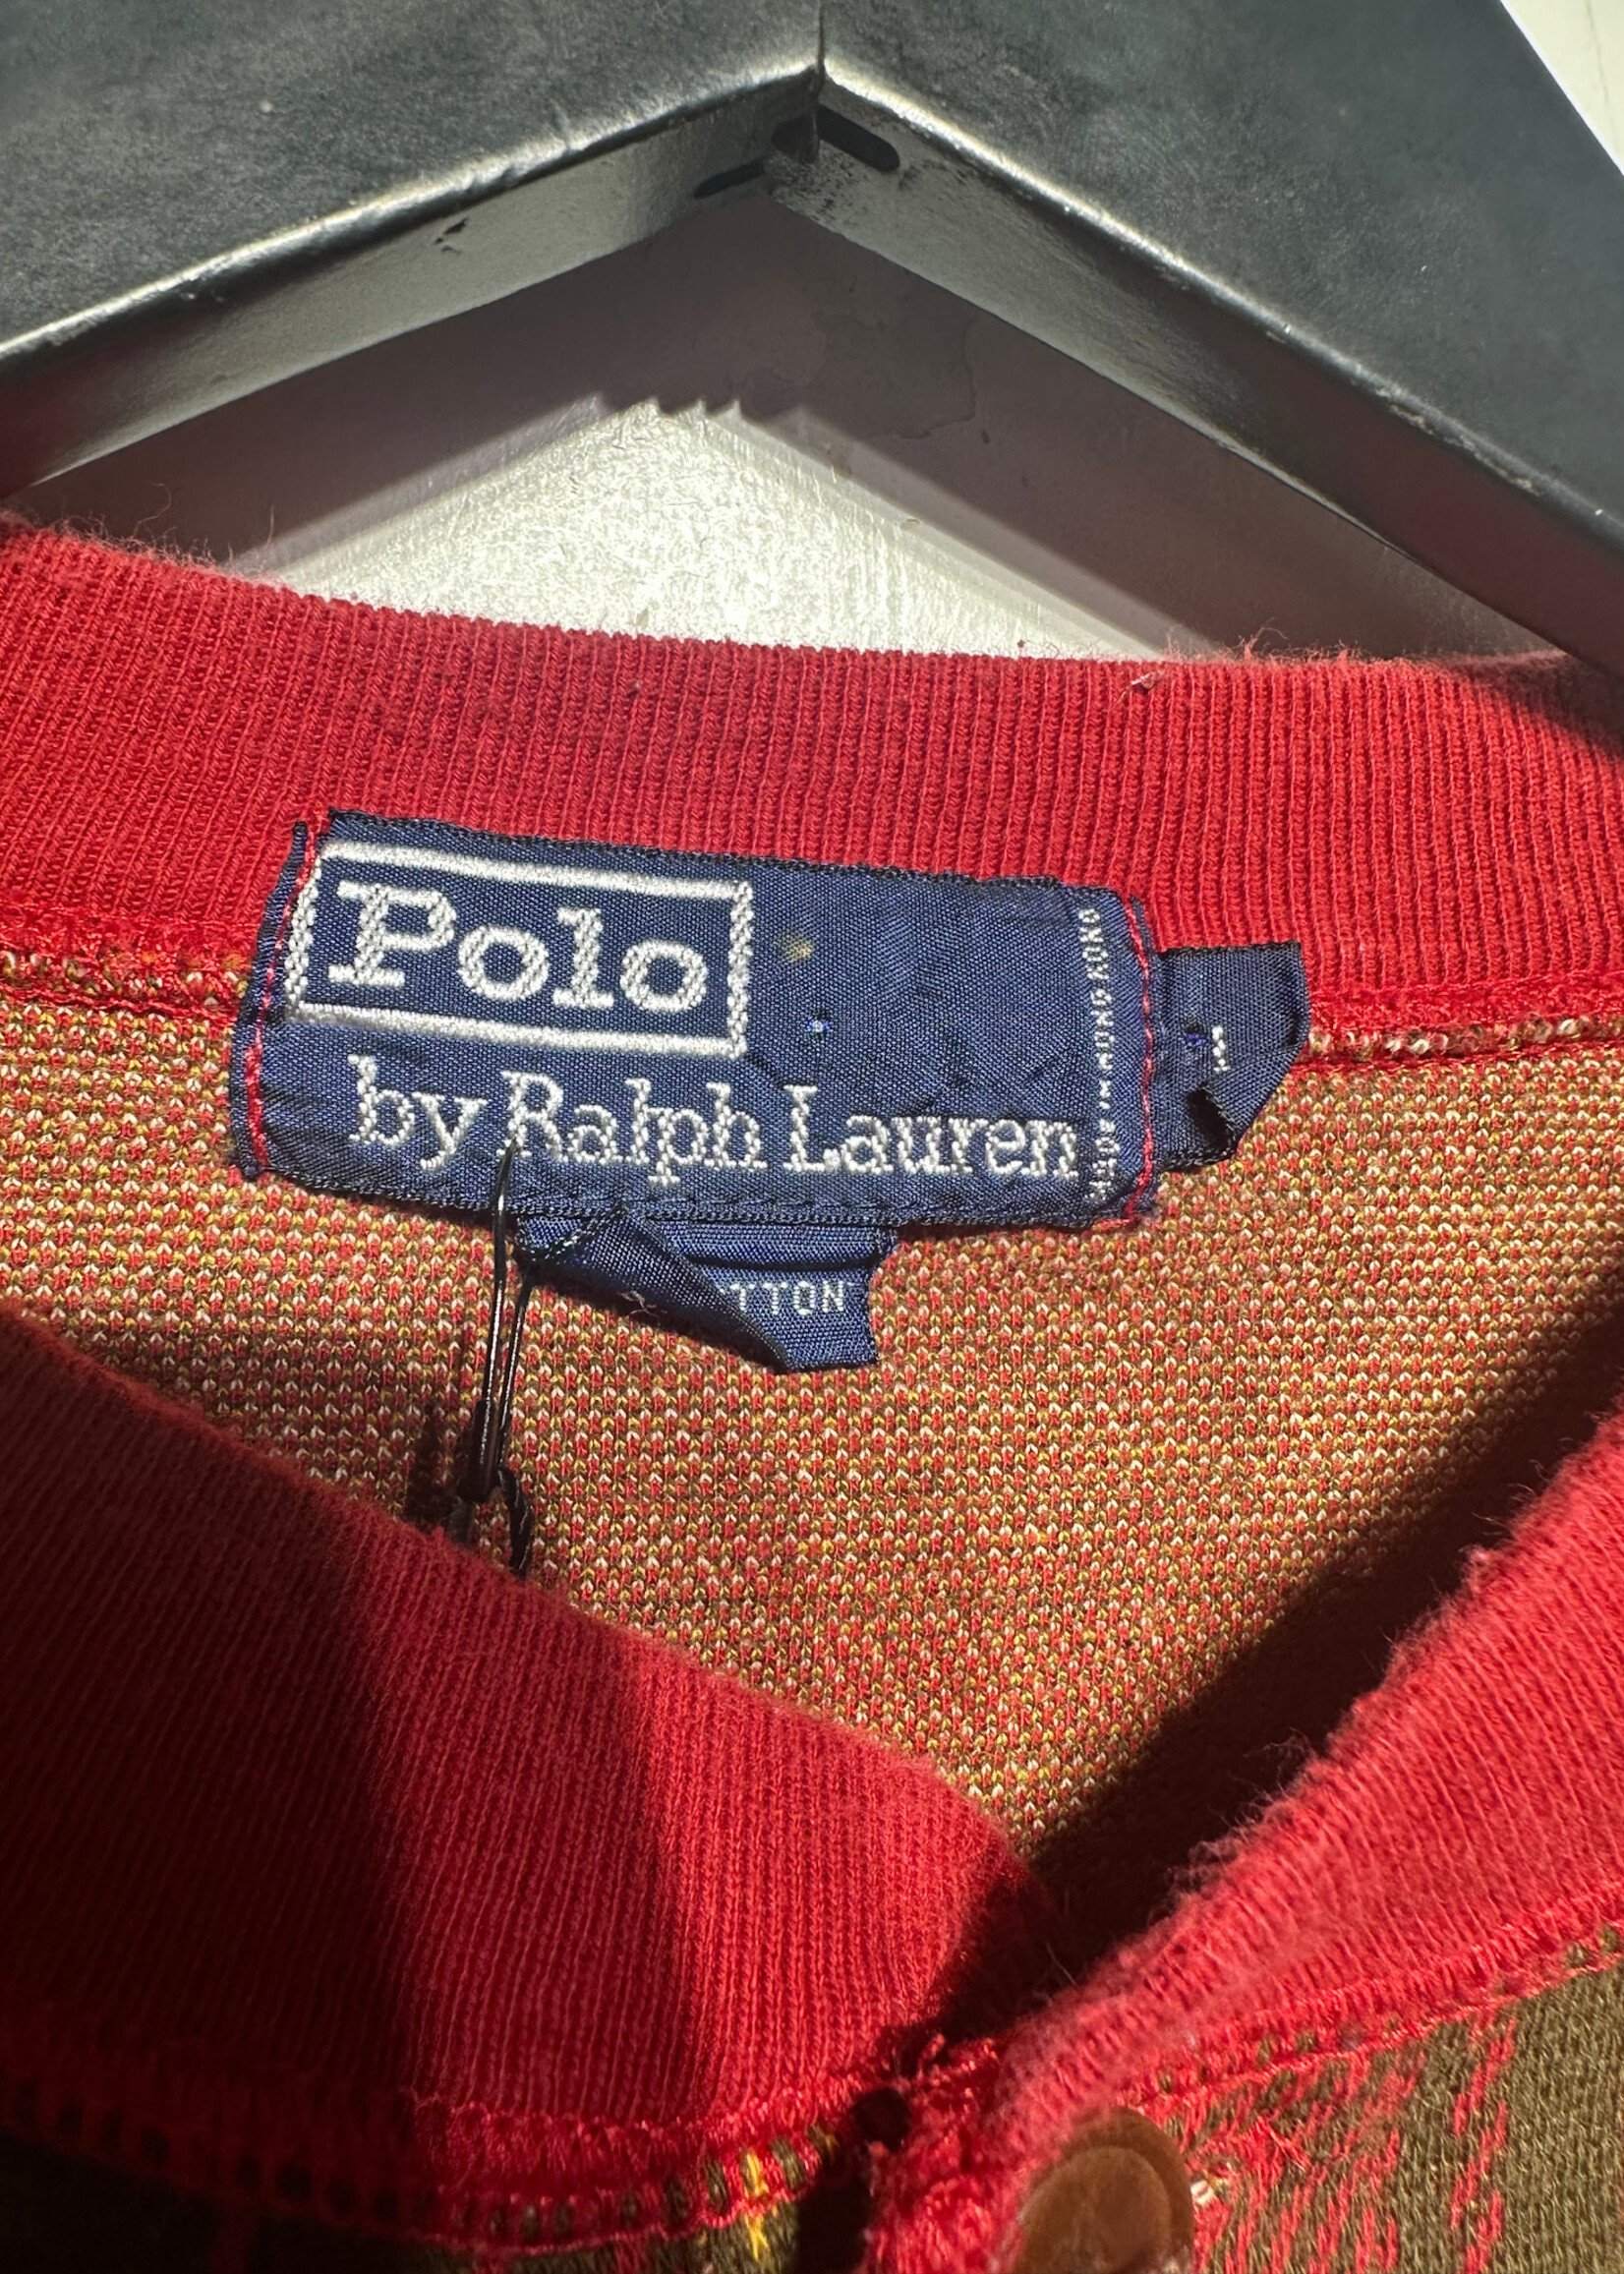 Polo
by Ralph Lauren
MADE IN HONG KONG
TTON